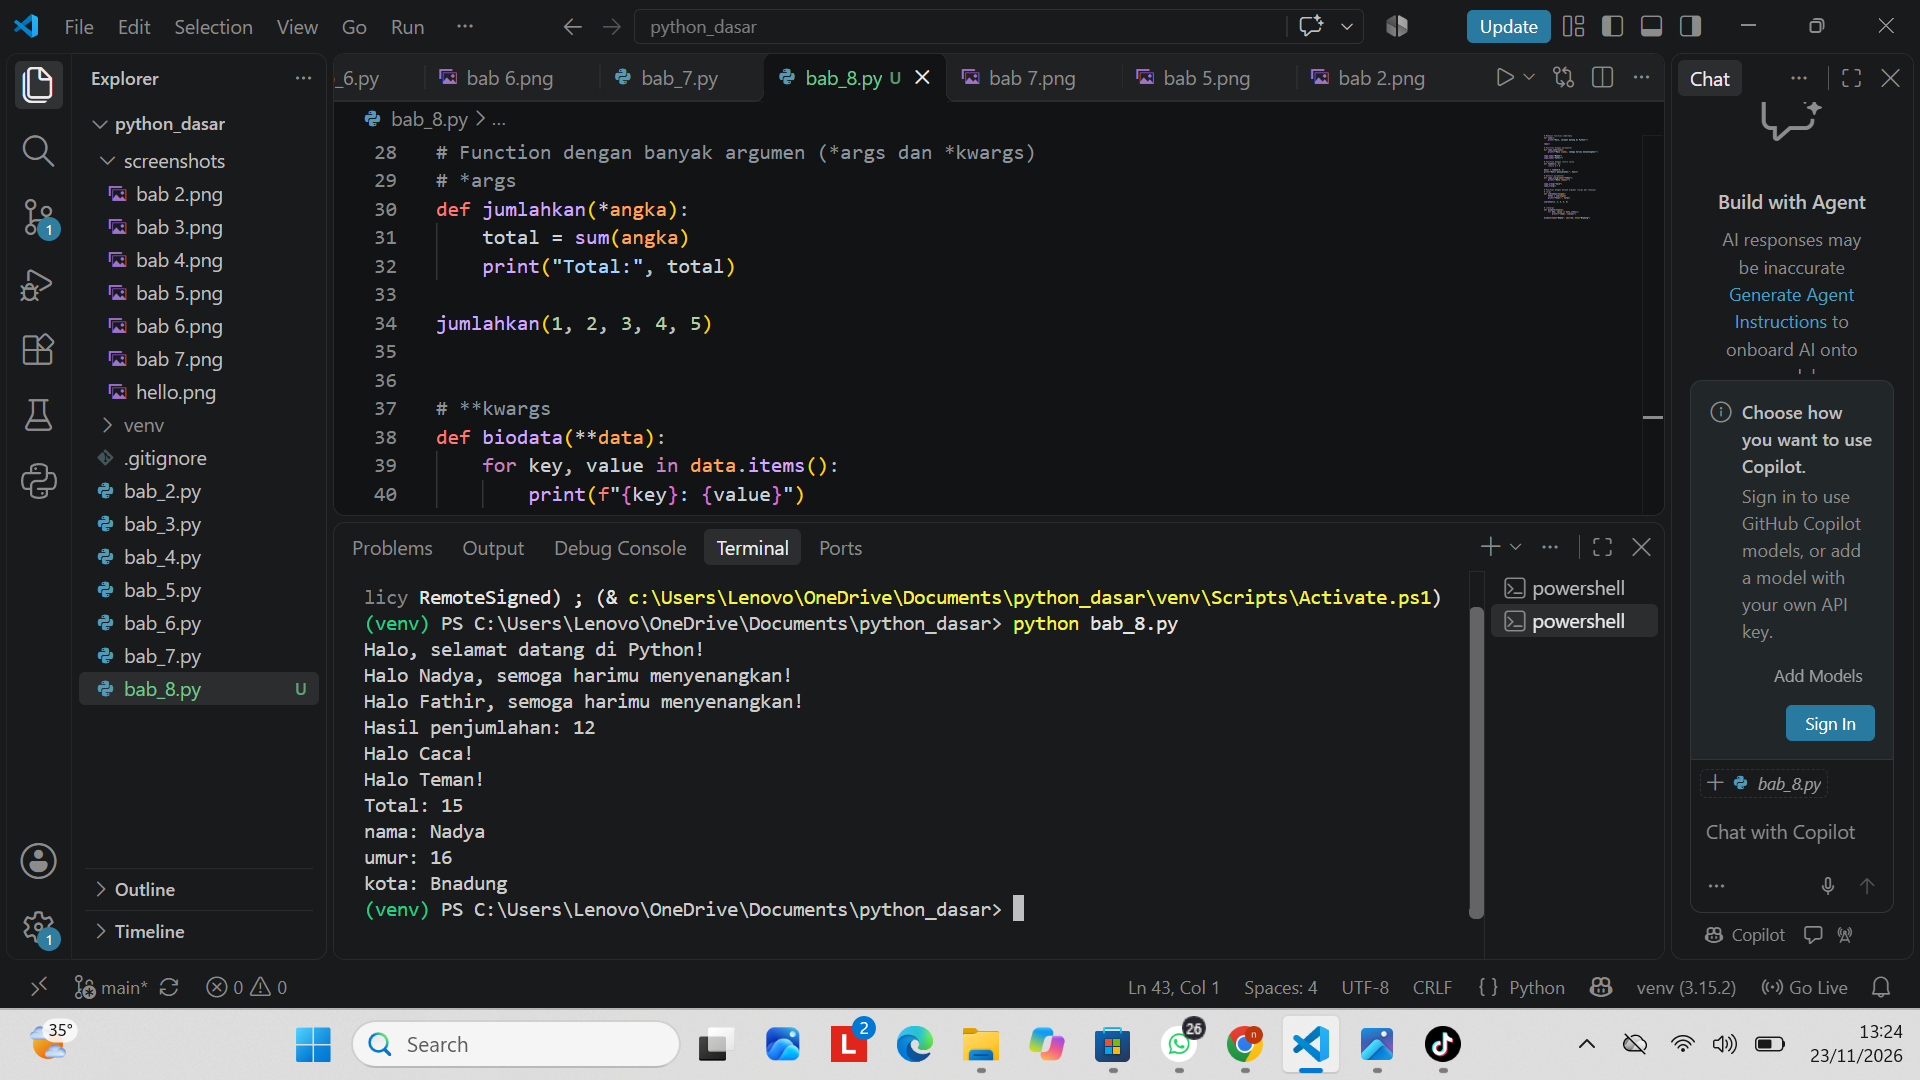 File Edit Selection View Go Run ...
python_dasar
Update
Explorer
python_dasar
screenshots
bab 2.png
bab 3.png
bab 4.png
bab 5.png
bab 6.png
bab 7.png
hello.png
venv
.gitignore
bab_2.py
bab_3.py
bab_4.py
bab_5.py
bab_6.py
bab_7.py
bab_8.py U
Outline
Timeline
_6.py bab 6.png bab_7.py bab_8.py U bab 7.png bab 5.png bab 2.png
bab_8.py > ...
28 # Function dengan banyak argumen (*args dan *kwargs)
29 # *args
30 def jumlahkan(*angka):
31 total = sum(angka)
32 print("Total:", total)
33
34 jumlahkan(1, 2, 3, 4, 5)
35
36
37 # **kwargs
38 def biodata(**data):
39 for key, value in data.items():
40 print(f"{key}: {value}")
Problems Output Debug Console Terminal Ports
licy RemoteSigned) ; (& c:\Users\Lenovo\OneDrive\Documents\python_dasar\venv\Scripts\Activate.ps1)
(venv) PS C:\Users\Lenovo\OneDrive\Documents\python_dasar> python bab_8.py
Halo, selamat datang di Python!
Halo Nadya, semoga harimu menyenangkan!
Halo Fathir, semoga harimu menyenangkan!
Hasil penjumlahan: 12
Halo Caca!
Halo Teman!
Total: 15
nama: Nadya
umur: 16
kota: Bnadung
(venv) PS C:\Users\Lenovo\OneDrive\Documents\python_dasar>
powershell
powershell
Chat
Build with Agent
AI responses may
be inaccurate
Generate Agent
Instructions to
onboard AI onto
Choose how
you want to use
Copilot.
Sign in to use
GitHub Copilot
models, or add
a model with
your own API
key.
Add Models
Sign In
bab_8.py
Chat with Copilot
Copilot
1
1
main* 0 0
Ln 43, Col 1 Spaces: 4 UTF-8 CRLF { } Python venv (3.15.2) Go Live
35°
Search
2
L
26
n
13:24
23/11/2026